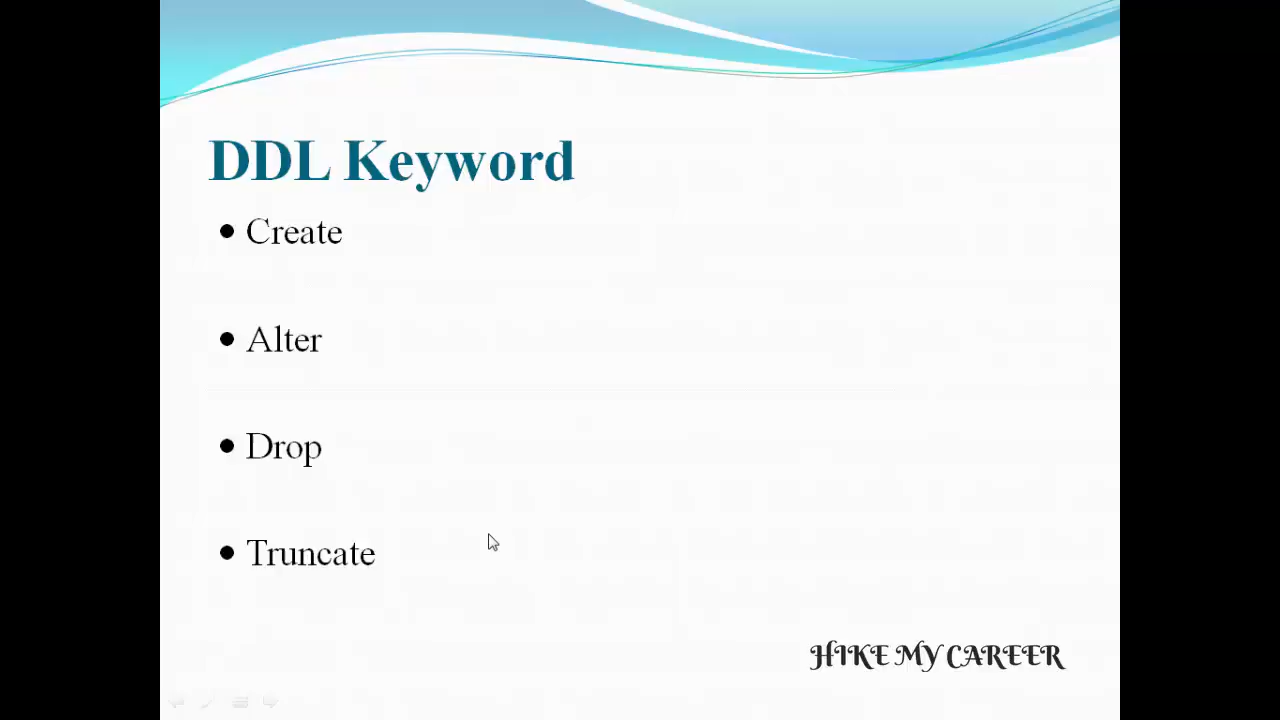 DDL Keyword
• Create
• Alter
• Drop
• Truncate
HIKE MY CAREER